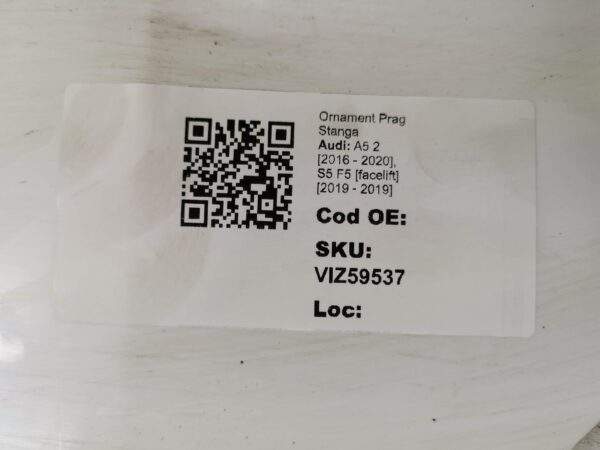 Ornament Prag
Stanga
Audi: A5 2
[2016 - 2020],
S5 F5 [facelift]
[2019 - 2019]
Cod OE:
SKU:
VIZ59537
Loc: